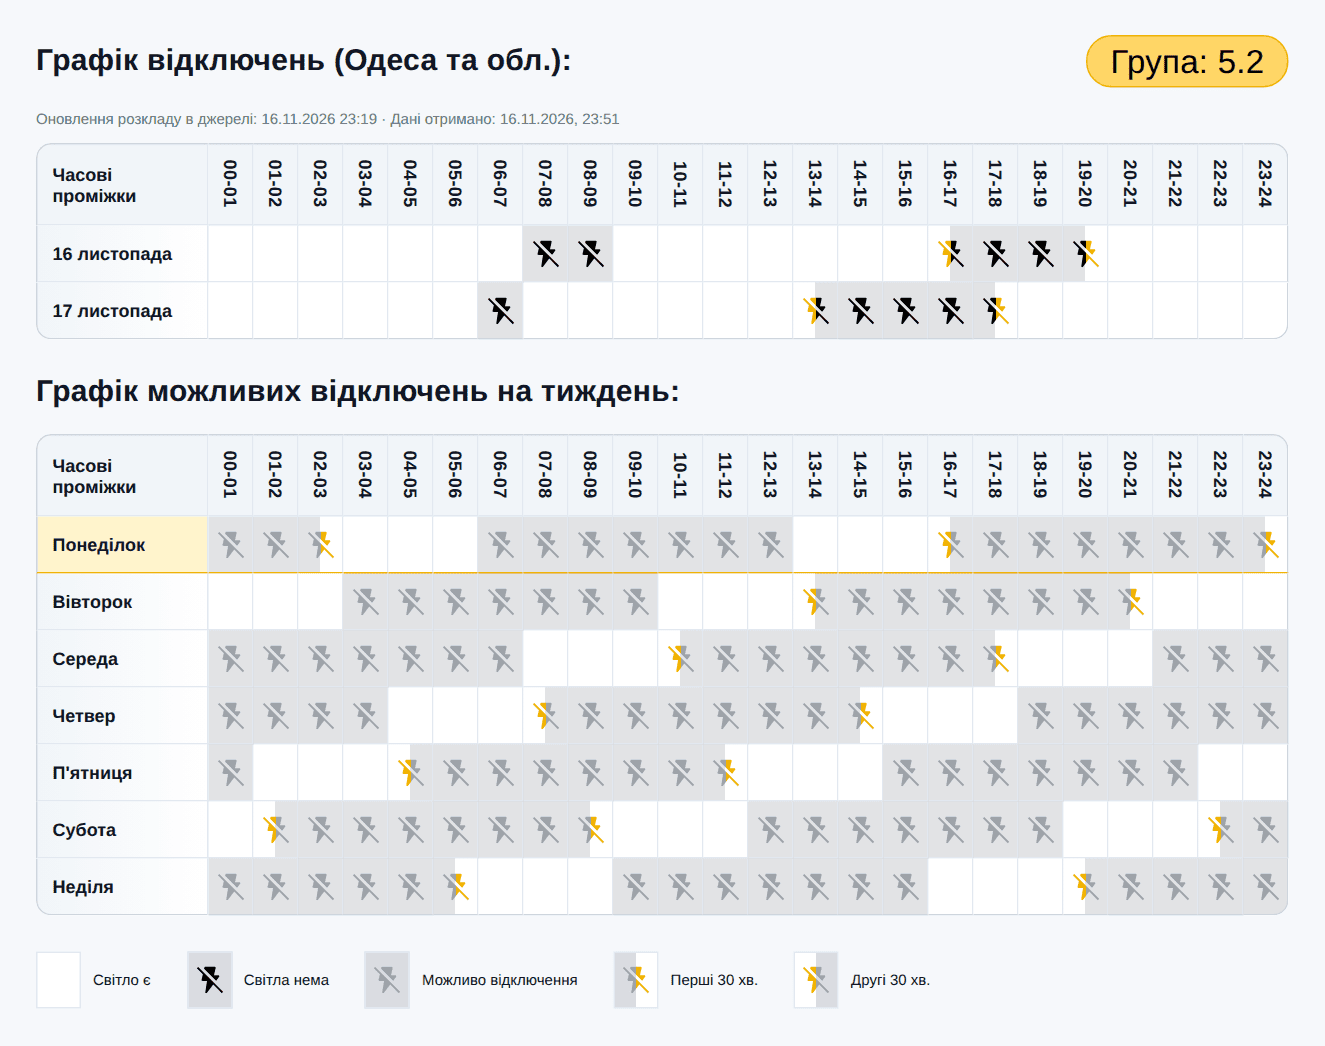 Графік відключень (Одеса та обл.):
Група: 5.2
Оновлення розкладу в джерелі: 16.11.2026 23:19 · Дані отримано: 16.11.2026, 23:51
Часові проміжки 00-01 01-02 02-03 03-04 04-05 05-06 06-07 07-08 08-09 09-10 10-11 11-12 12-13 13-14 14-15 15-16 16-17 17-18 18-19 19-20 20-21 21-22 22-23 23-24
16 листопада
17 листопада
Графік можливих відключень на тиждень:
Часові проміжки 00-01 01-02 02-03 03-04 04-05 05-06 06-07 07-08 08-09 09-10 10-11 11-12 12-13 13-14 14-15 15-16 16-17 17-18 18-19 19-20 20-21 21-22 22-23 23-24
Понеділок
Вівторок
Середа
Четвер
П'ятниця
Субота
Неділя
Світло є Світла нема Можливо відключення Перші 30 хв. Другі 30 хв.